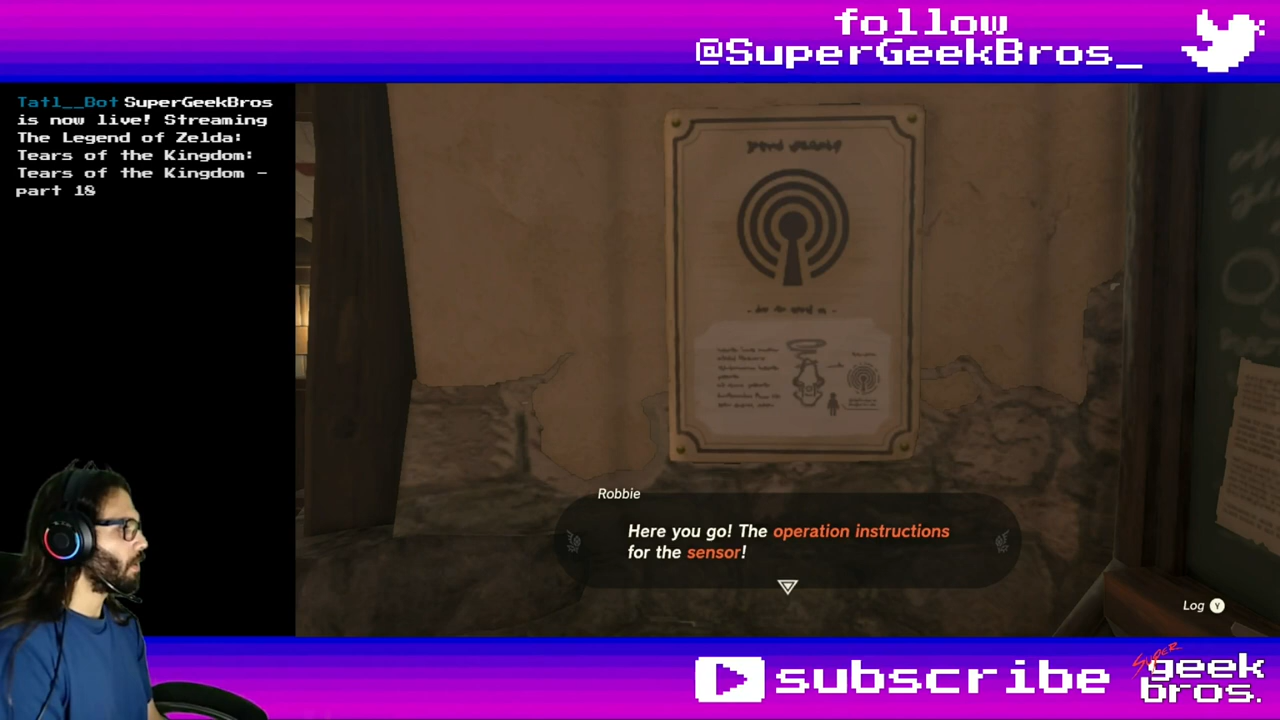 follow
@SuperGeekBros_
Tatl__Bot SuperGeekBros
is now live! Streaming
The Legend of Zelda:
Tears of the Kingdom:
Tears of the Kingdom -
part 18
Robbie
Here you go! The operation instructions
for the sensor!
Log Y
subscribe
SUPER
geek
bros.